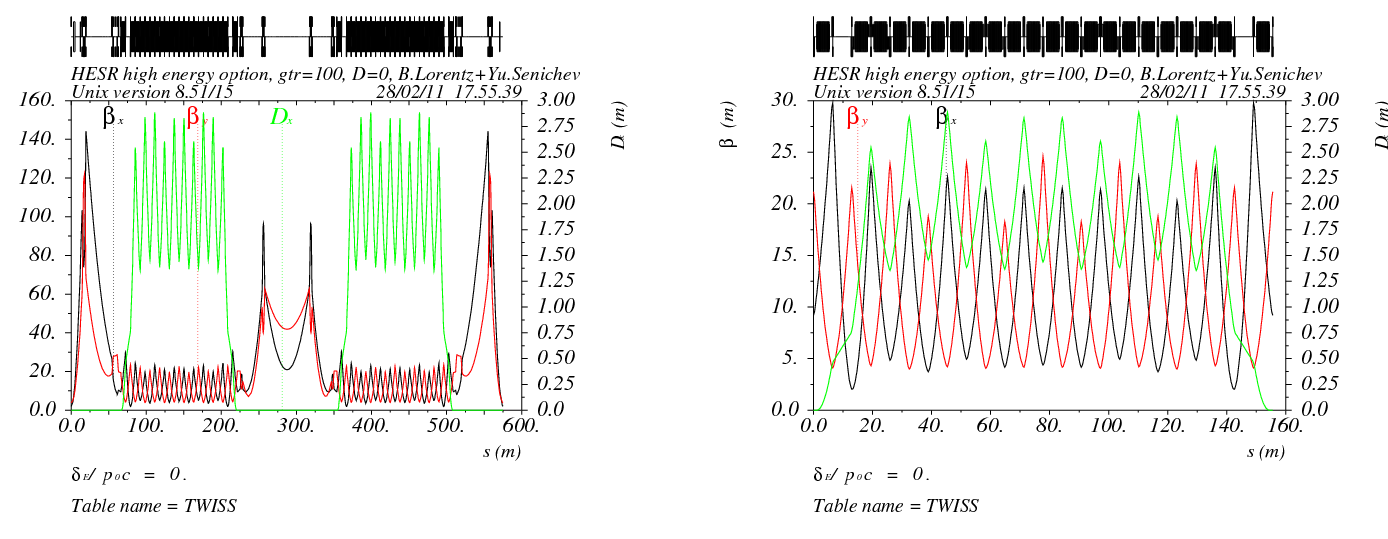 HESR high energy option, gtr=100, D=0, B.Lorentz+Yu.Senichev
Unix version 8.51/15 28/02/11 17.55.39
160.
140.
120.
100.
80.
60.
40.
20.
0.0
βx
βy
Dx
3.00
2.75
2.50
2.25
2.00
1.75
1.50
1.25
1.00
0.75
0.50
0.25
0.0
D (m)
0.0 100. 200. 300. 400. 500. 600.
s (m)
δE/ p0c = 0.
Table name = TWISS
HESR high energy option, gtr=100, D=0, B.Lorentz+Yu.Senichev
Unix version 8.51/15 28/02/11 17.55.39
β (m)
30.
25.
20.
15.
10.
5.
0.0
βy
βx
3.00
2.75
2.50
2.25
2.00
1.75
1.50
1.25
1.00
0.75
0.50
0.25
0.0
D (m)
0.0 20. 40. 60. 80. 100. 120. 140. 160.
s (m)
δE/ p0c = 0.
Table name = TWISS